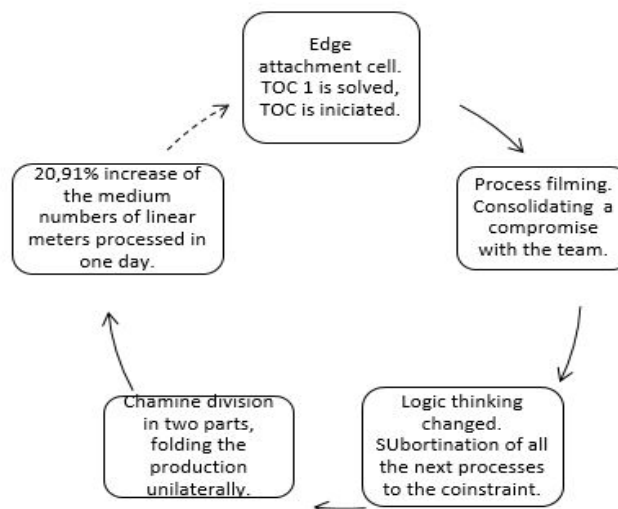 Edge
attachment cell.
TOC 1 is solved,
TOC is iniciated.
Process filming.
Consolidating a
compromise
with the team.
Logic thinking
changed.
SUbortination of all
the next processes
to the coinstraint.
Chamine division
in two parts,
folding the
production
unilaterally.
20,91% increase of
the medium
numbers of linear
meters processed in
one day.